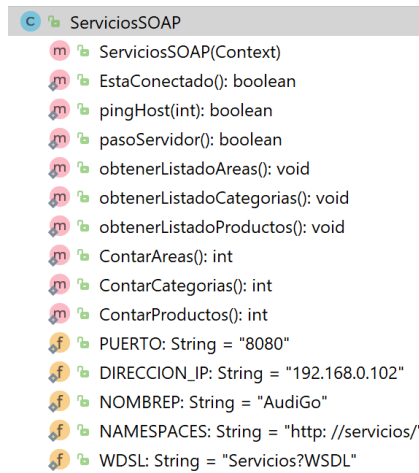 C ServiciosSOAP
m ServiciosSOAP(Context)
m EstaConectado(): boolean
m pingHost(int): boolean
m pasoServidor(): boolean
m obtenerListadoAreas(): void
m obtenerListadoCategorias(): void
m obtenerListadoProductos(): void
m ContarAreas(): int
m ContarCategorias(): int
m ContarProductos(): int
f PUERTO: String = "8080"
f DIRECCION_IP: String = "192.168.0.102"
f NOMBREP: String = "AudiGo"
f NAMESPACES: String = "http: //servicios/"
f WDSL: String = "Servicios?WSDL"